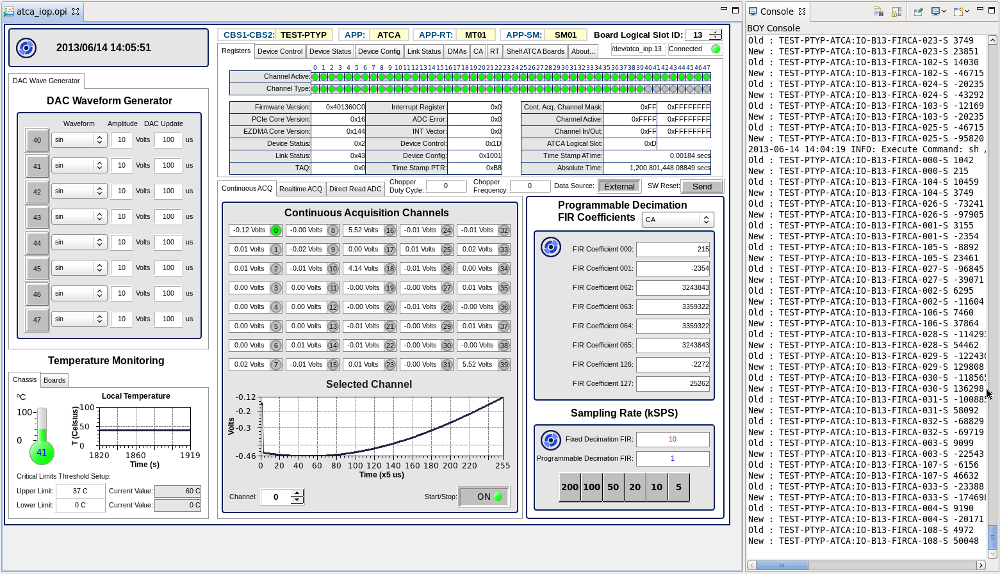 atca_iop.opi
2013/06/14 14:05:51
DAC Wave Generator
DAC Waveform Generator
Waveform Amplitude DAC Update
40 sin 10 Volts 100 us
41 sin 10 Volts 100 us
42 sin 10 Volts 100 us
43 sin 10 Volts 100 us
44 sin 10 Volts 100 us
45 sin 10 Volts 100 us
46 sin 10 Volts 100 us
47 sin 10 Volts 100 us
Temperature Monitoring
Chassis Boards
ºC
100
0
41
Local Temperature
T (Celsius)
100
50
0
1820 1860 1919
Time (s)
Critical Limits Threshold Setup:
Upper Limit: 37 C Current Value: 60 C
Lower Limit: 0 C Current Value: 0 C
CBS1-CBS2: TEST-PTYP APP: ATCA APP-RT: MT01 APP-SM: SM01 Board Logical Slot ID: 13
Registers Device Control Device Status Device Config Link Status DMAs CA RT Shelf ATCA Boards About... /dev/atca_iop.13 Connected
0 1 2 3 4 5 6 7 8 9 10 11 12 13 14 15 16 17 18 19 20 21 22 23 24 25 26 27 28 29 30 31 32 33 34 35 36 37 38 39 40 41 42 43 44 45 46 47
Channel Active:
Channel Type:
Firmware Version: 0x401360C0 Interrupt Register: 0x0 Cont. Acq. Channel Mask: 0xFF 0xFFFFFFFF
PCIe Core Version: 0x16 ADC Error: 0x0 Channel Active: 0xFFFF 0xFFFFFFFF
EZDMA Core Version: 0x144 INT Vector: 0x0 Channel In/Out: 0xFF 0xFFFFFFFF
Device Status: 0x2 Device Control: 0x1D ATCA Logical Slot: 0xD
Link Status: 0x43 Device Config: 0x1001 Time Stamp ATime: 0.00184 secs
TAQ: 0x0 Time Stamp PTR: 0xB8 Absolute Time: 1,200,801,448.08849 secs
Continuous ACQ Realtime ACQ Direct Read ADC
Chopper Duty Cycle: 0 Chopper Frequency: 0 Data Source: External SW Reset: Send
Continuous Acquisition Channels
-0.12 Volts 0 -0.00 Volts 8 5.52 Volts 16 -0.01 Volts 24 -0.01 Volts 32
0.01 Volts 1 -0.02 Volts 9 0.00 Volts 17 0.01 Volts 25 0.02 Volts 33
0.01 Volts 2 -0.01 Volts 10 4.14 Volts 18 -0.01 Volts 26 0.00 Volts 34
0.00 Volts 3 0.00 Volts 11 -0.00 Volts 19 -0.00 Volts 27 0.01 Volts 35
0.00 Volts 4 0.00 Volts 12 -0.00 Volts 20 -0.01 Volts 28 -0.00 Volts 36
0.00 Volts 5 0.00 Volts 13 -0.01 Volts 21 -0.00 Volts 29 0.01 Volts 37
0.00 Volts 6 0.01 Volts 14 -0.01 Volts 22 -0.00 Volts 30 -0.00 Volts 38
0.02 Volts 7 -0.01 Volts 15 0.01 Volts 23 -0.00 Volts 31 5.52 Volts 39
Selected Channel
Volts
-0.12
-0.2
-0.3
-0.46
0 20 40 60 80 100 120 140 160 180 200 220 255
Time (x5 us)
Channel: 0 Start/Stop: ON
Programmable Decimation
FIR Coefficients CA
FIR Coefficient 000: 215
FIR Coefficient 001: -2354
FIR Coefficient 062: 3243843
FIR Coefficient 063: 3359322
FIR Coefficient 064: 3359322
FIR Coefficient 065: 3243843
FIR Coefficient 126: -2272
FIR Coefficient 127: 25262
Sampling Rate (kSPS)
Fixed Decimation FIR: 10
Programmable Decimation FIR: 1
200 100 50 20 10 5
Console
BOY Console
Old : TEST-PTYP-ATCA:IO-B13-FIRCA-023-S 3749
New : TEST-PTYP-ATCA:IO-B13-FIRCA-023-S 23851
Old : TEST-PTYP-ATCA:IO-B13-FIRCA-102-S 14030
New : TEST-PTYP-ATCA:IO-B13-FIRCA-102-S -46715
Old : TEST-PTYP-ATCA:IO-B13-FIRCA-024-S -20235
New : TEST-PTYP-ATCA:IO-B13-FIRCA-024-S -43292
Old : TEST-PTYP-ATCA:IO-B13-FIRCA-103-S -12169
New : TEST-PTYP-ATCA:IO-B13-FIRCA-103-S -20235
Old : TEST-PTYP-ATCA:IO-B13-FIRCA-025-S -46715
New : TEST-PTYP-ATCA:IO-B13-FIRCA-025-S -95820
2013-06-14 14:04:19 INFO: Execute Command: sh /
Old : TEST-PTYP-ATCA:IO-B13-FIRCA-000-S 1042
New : TEST-PTYP-ATCA:IO-B13-FIRCA-000-S 215
Old : TEST-PTYP-ATCA:IO-B13-FIRCA-104-S 10459
New : TEST-PTYP-ATCA:IO-B13-FIRCA-104-S 3749
Old : TEST-PTYP-ATCA:IO-B13-FIRCA-026-S -73241
New : TEST-PTYP-ATCA:IO-B13-FIRCA-026-S -97905
Old : TEST-PTYP-ATCA:IO-B13-FIRCA-001-S 3155
New : TEST-PTYP-ATCA:IO-B13-FIRCA-001-S -2354
Old : TEST-PTYP-ATCA:IO-B13-FIRCA-105-S -8892
New : TEST-PTYP-ATCA:IO-B13-FIRCA-105-S 23461
Old : TEST-PTYP-ATCA:IO-B13-FIRCA-027-S -96845
New : TEST-PTYP-ATCA:IO-B13-FIRCA-027-S -39071
Old : TEST-PTYP-ATCA:IO-B13-FIRCA-002-S 6295
New : TEST-PTYP-ATCA:IO-B13-FIRCA-002-S -11604
Old : TEST-PTYP-ATCA:IO-B13-FIRCA-106-S 7460
New : TEST-PTYP-ATCA:IO-B13-FIRCA-106-S 37864
Old : TEST-PTYP-ATCA:IO-B13-FIRCA-028-S -114293
New : TEST-PTYP-ATCA:IO-B13-FIRCA-028-S 54462
Old : TEST-PTYP-ATCA:IO-B13-FIRCA-029-S -122430
New : TEST-PTYP-ATCA:IO-B13-FIRCA-029-S 129808
Old : TEST-PTYP-ATCA:IO-B13-FIRCA-030-S -118565
New : TEST-PTYP-ATCA:IO-B13-FIRCA-030-S 136298
Old : TEST-PTYP-ATCA:IO-B13-FIRCA-031-S -100885
New : TEST-PTYP-ATCA:IO-B13-FIRCA-031-S 58092
Old : TEST-PTYP-ATCA:IO-B13-FIRCA-032-S -68829
New : TEST-PTYP-ATCA:IO-B13-FIRCA-032-S -69719
Old : TEST-PTYP-ATCA:IO-B13-FIRCA-003-S 9099
New : TEST-PTYP-ATCA:IO-B13-FIRCA-003-S -22543
Old : TEST-PTYP-ATCA:IO-B13-FIRCA-107-S -6156
New : TEST-PTYP-ATCA:IO-B13-FIRCA-107-S 46632
Old : TEST-PTYP-ATCA:IO-B13-FIRCA-033-S -23388
New : TEST-PTYP-ATCA:IO-B13-FIRCA-033-S -174698
Old : TEST-PTYP-ATCA:IO-B13-FIRCA-004-S 9190
New : TEST-PTYP-ATCA:IO-B13-FIRCA-004-S -20171
Old : TEST-PTYP-ATCA:IO-B13-FIRCA-108-S 4972
New : TEST-PTYP-ATCA:IO-B13-FIRCA-108-S 50048